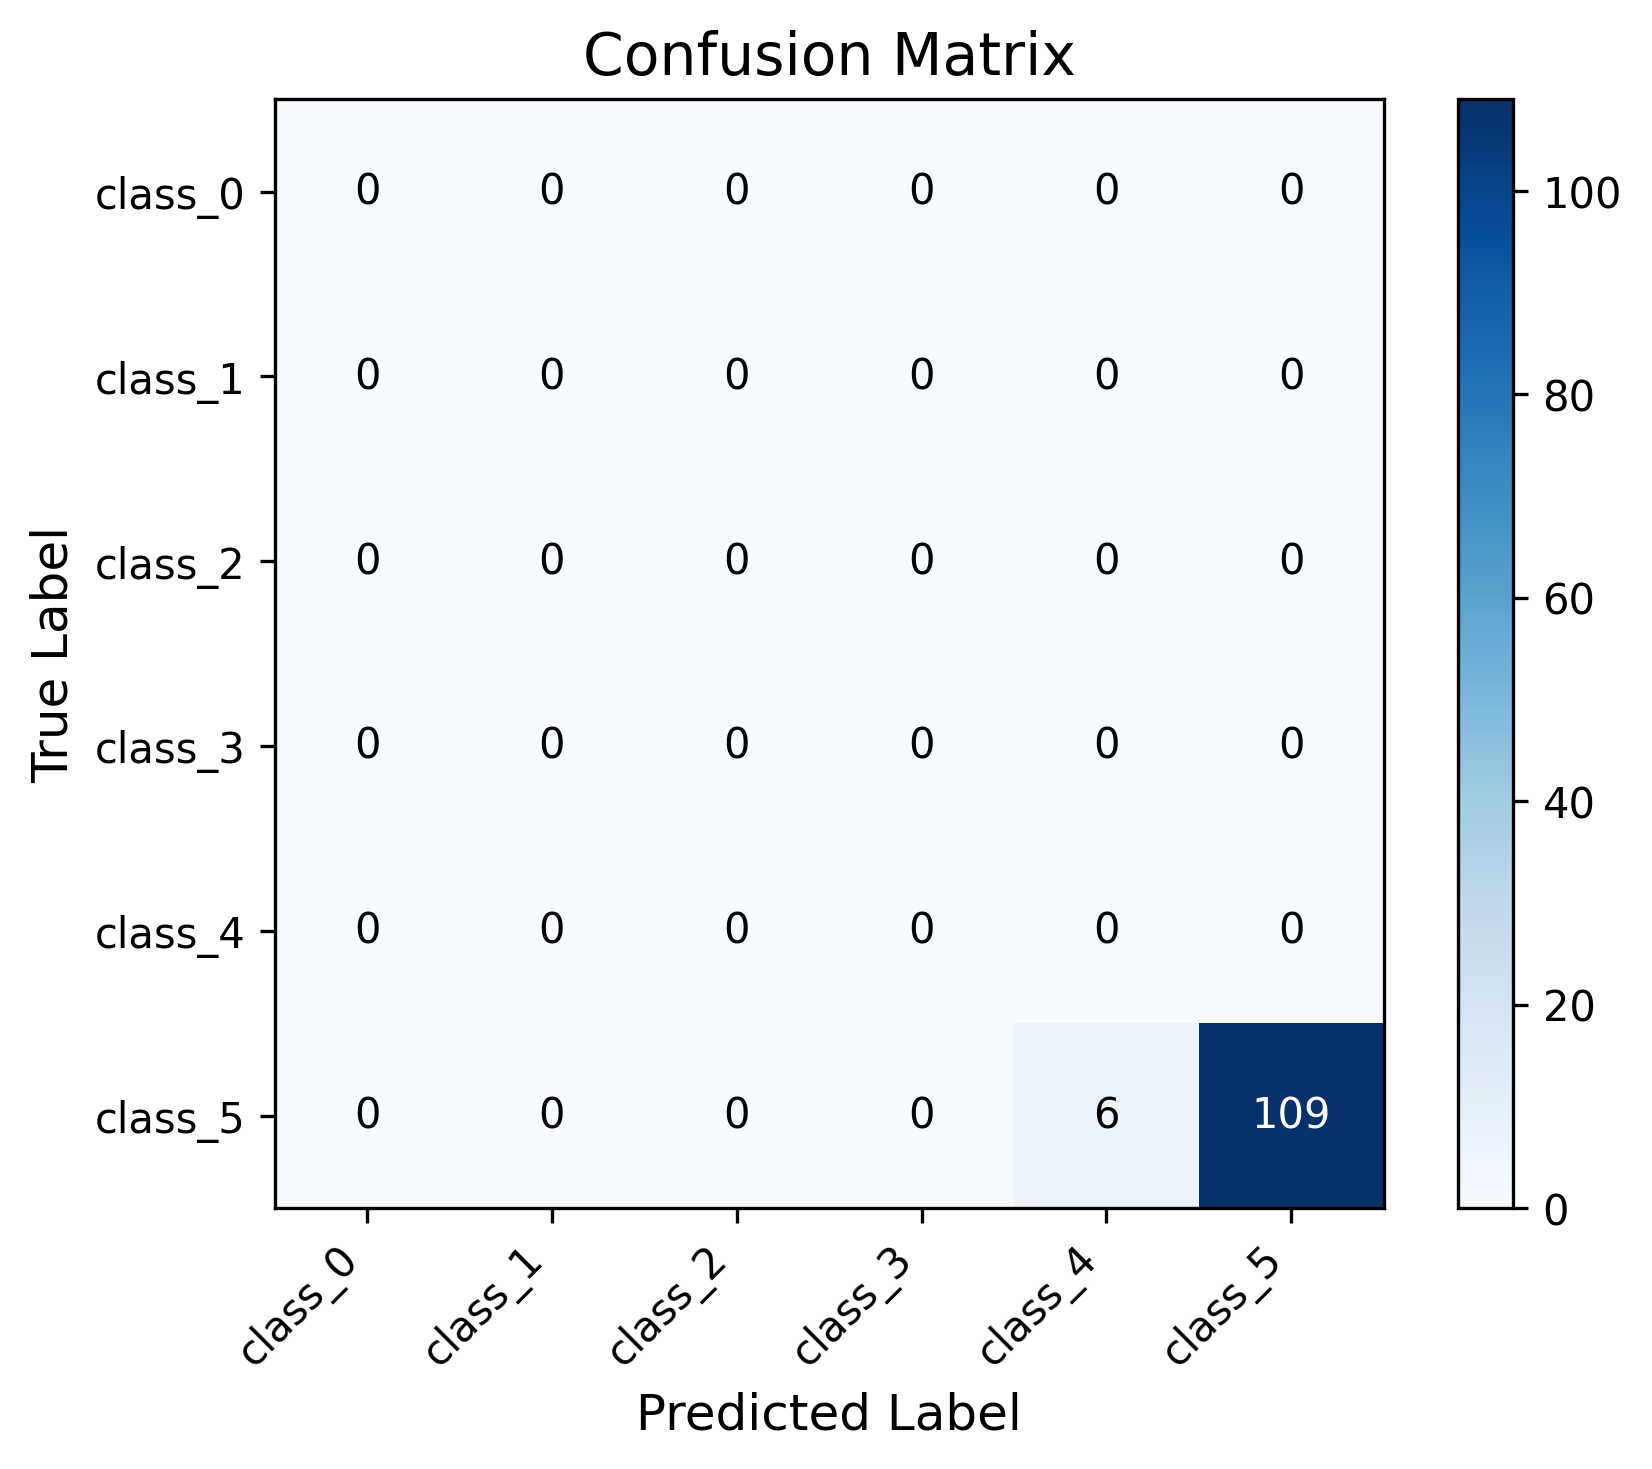 Confusion Matrix
class_0 0 0 0 0 0 0
class_1 0 0 0 0 0 0
class_2 0 0 0 0 0 0
class_3 0 0 0 0 0 0
class_4 0 0 0 0 0 0
class_5 0 0 0 0 6 109
True Label
class_0 class_1 class_2 class_3 class_4 class_5
Predicted Label
100
80
60
40
20
0